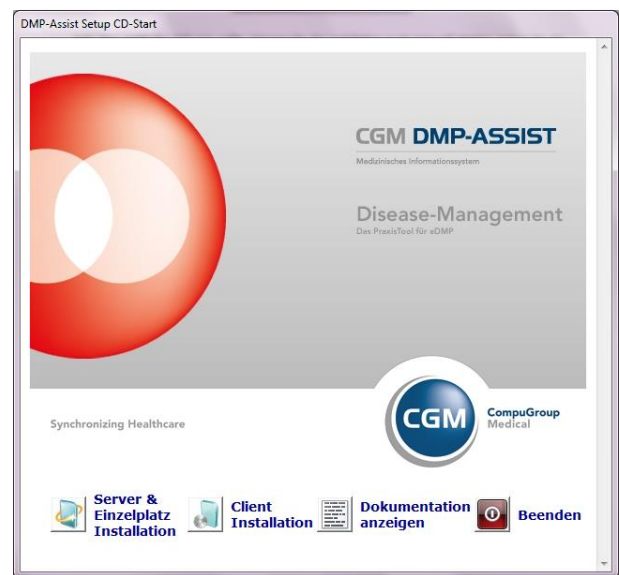 DMP-Assist Setup CD-Start
CGM DMP-ASSIST
Medizinisches Informationssystem
Disease-Management
Das PraxisTool für eDMP
Synchronizing Healthcare
CGM
CompuGroup
Medical
Server &
Einzelplatz
Installation
Client
Installation
Dokumentation
anzeigen
Beenden